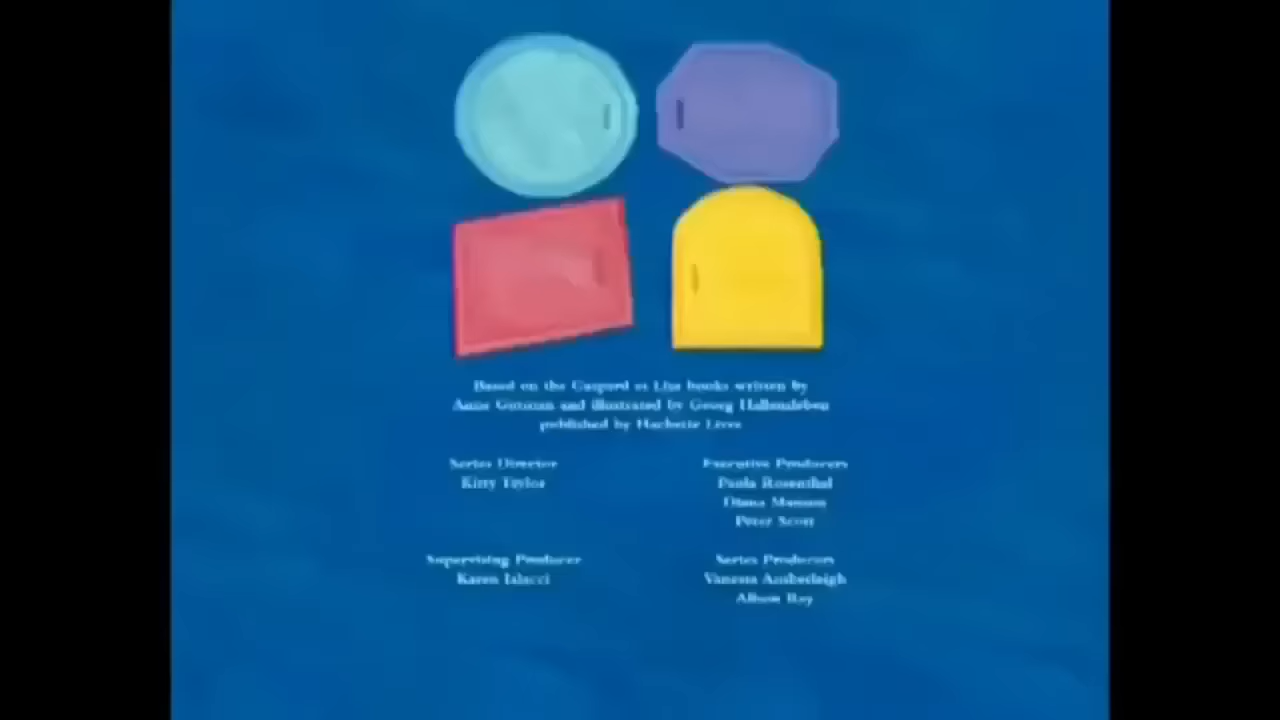 Based on the Gaspard et Lisa books written by
Anne Gutman and illustrated by Georg Hallensleben
published by Hachette Livre
Series Director
Kitty Taylor
Executive Producers
Paula Rosenthal
Diana Manson
Peter Scott
Supervising Producer
Karen
Series Producers
Vanessa
Alison Ray